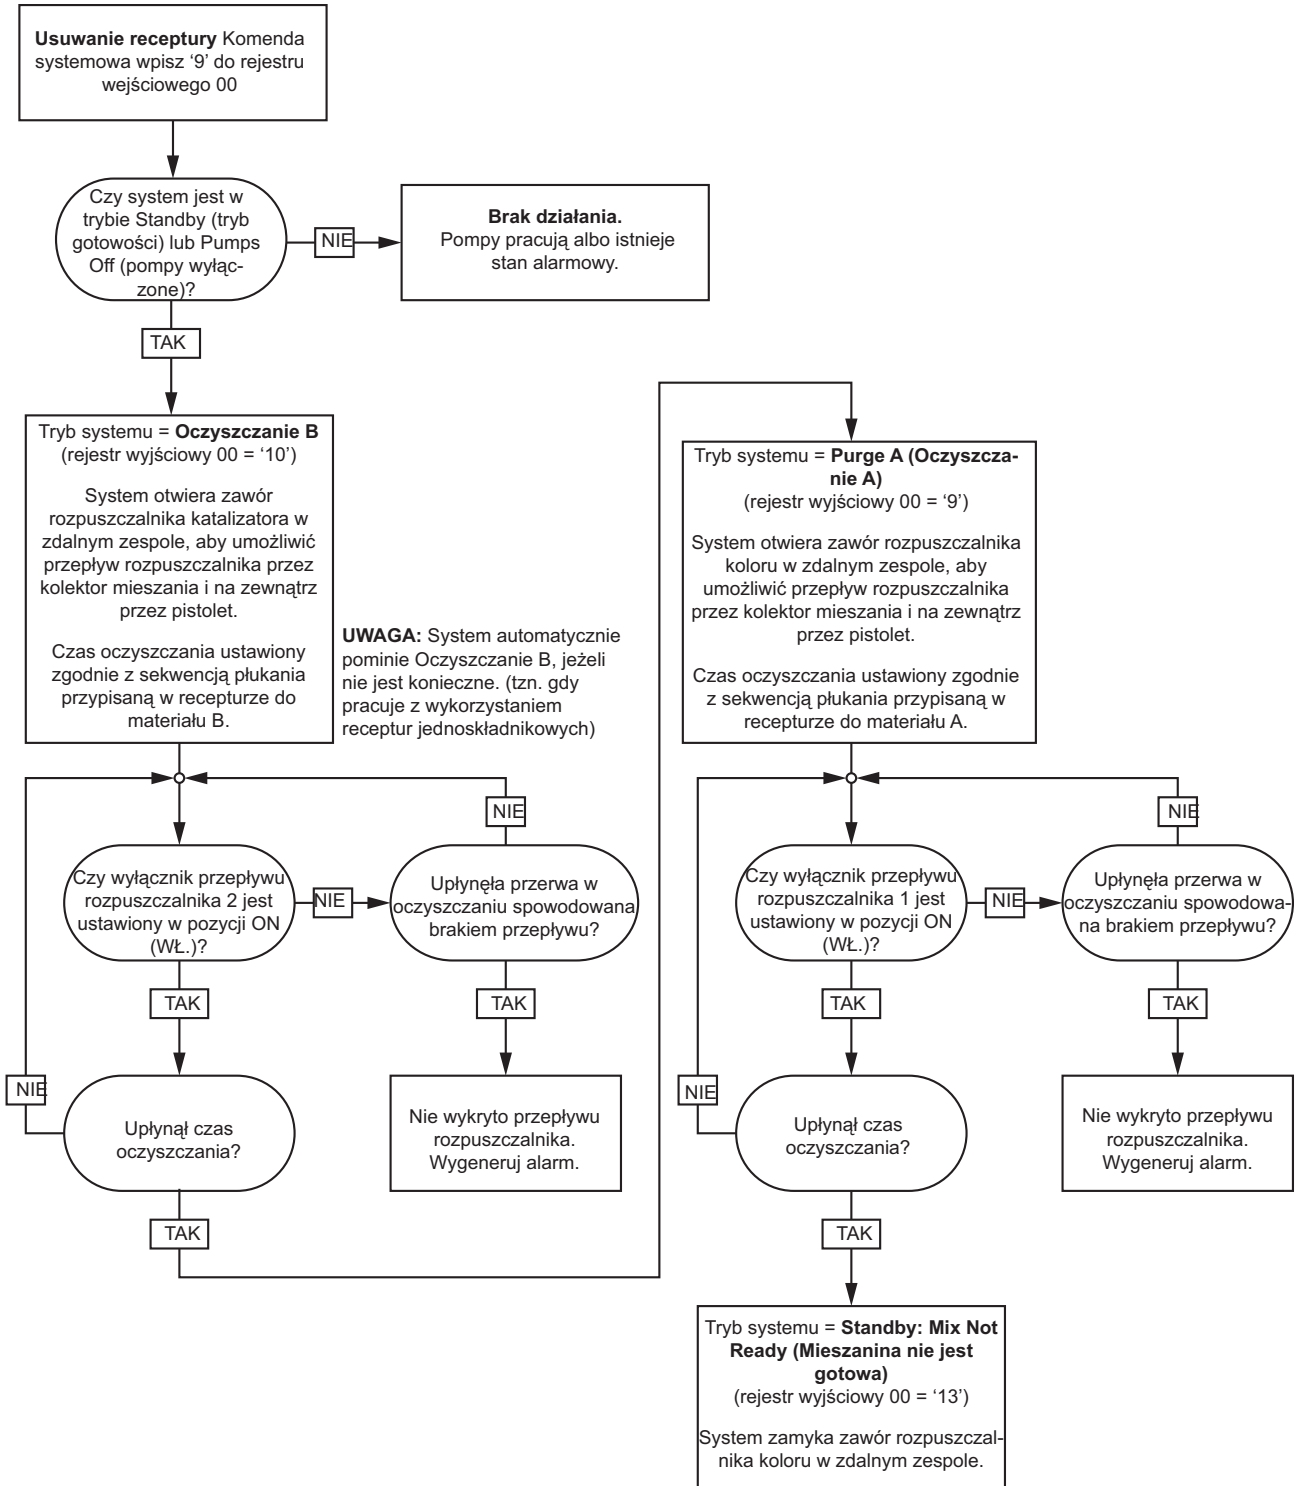 Usuwanie receptury Komenda
systemowa wpisz ‘9’ do rejestru
wejściowego 00
Czy system jest w
trybie Standby (tryb
gotowości) lub Pumps
Off (pompy wyłącz-
zone)?
NIE
Brak działania.
Pompy pracują albo istnieje
stan alarmowy.
TAK
Tryb systemu = Oczyszczanie B
(rejestr wyjściowy 00 = ‘10’)
System otwiera zawór
rozpuszczalnika katalizatora w
zdalnym zespole, aby umożliwić
przepływ rozpuszczalnika przez
kolektor mieszania i na zewnątrz
przez pistolet.
Czas oczyszczania ustawiony
zgodnie z sekwencją płukania
przypisaną w recepturze do
materiału B.
UWAGA: System automatycznie
pominie Oczyszczanie B, jeżeli
nie jest konieczne. (tzn. gdy
pracuje z wykorzystaniem
receptur jednoskładnikowych)
NIE
Czy wyłącznik przepływu
rozpuszczalnika 2 jest
ustawiony w pozycji ON
(WŁ.)?
NIE
Upłynęła przerwa w
oczyszczaniu spowodowana
brakiem przepływu?
TAK
TAK
NIE
Upłynął czas
oczyszczania?
Nie wykryto przepływu
rozpuszczalnika.
Wygeneruj alarm.
TAK
Tryb systemu = Purge A (Oczyszcza-
nie A)
(rejestr wyjściowy 00 = ‘9’)
System otwiera zawór rozpuszczalnika
koloru w zdalnym zespole, aby
umożliwić przepływ rozpuszczalnika
przez kolektor mieszania i na zewnątrz
przez pistolet.
Czas oczyszczania ustawiony zgodnie
z sekwencją płukania przypisaną w
recepturze do materiału A.
NIE
Czy wyłącznik przepływu
rozpuszczalnika 1 jest
ustawiony w pozycji ON
(WŁ.)?
NIE
Upłynęła przerwa w
oczyszczaniu spowodowa-
na brakiem przepływu?
TAK
TAK
NIE
Upłynął czas
oczyszczania?
Nie wykryto przepływu
rozpuszczalnika.
Wygeneruj alarm.
TAK
Tryb systemu = Standby: Mix Not
Ready (Mieszanina nie jest
gotowa)
(rejestr wyjściowy 00 = ‘13’)
System zamyka zawór rozpuszczal-
nika koloru w zdalnym zespole.